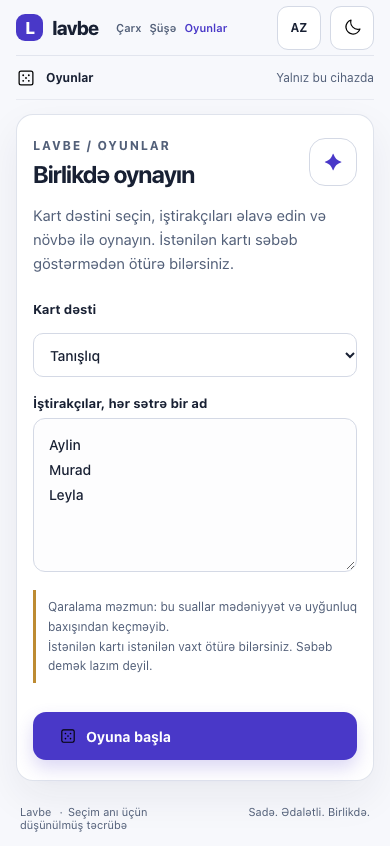 L lavbe Çarx Şüşə Oyunlar AZ
Oyunlar Yalnız bu cihazda
LAVBE / OYUNLAR
Birlikdə oynayın
Kart dəstini seçin, iştirakçıları əlavə edin və
növbə ilə oynayın. İstənilən kartı səbəb
göstərmədən ötürə bilərsiniz.
Kart dəsti
Tanışlıq
İştirakçılar, hər sətrə bir ad
Aylin
Murad
Leyla
Qaralama məzmun: bu suallar mədəniyyət və uyğunluq
baxışından keçməyib.
İstənilən kartı istənilən vaxt ötürə bilərsiniz. Səbəb
demək lazım deyil.
Oyuna başla
Lavbe · Seçim anı üçün
düşünülmüş təcrübə
Sadə. Ədalətli. Birlikdə.